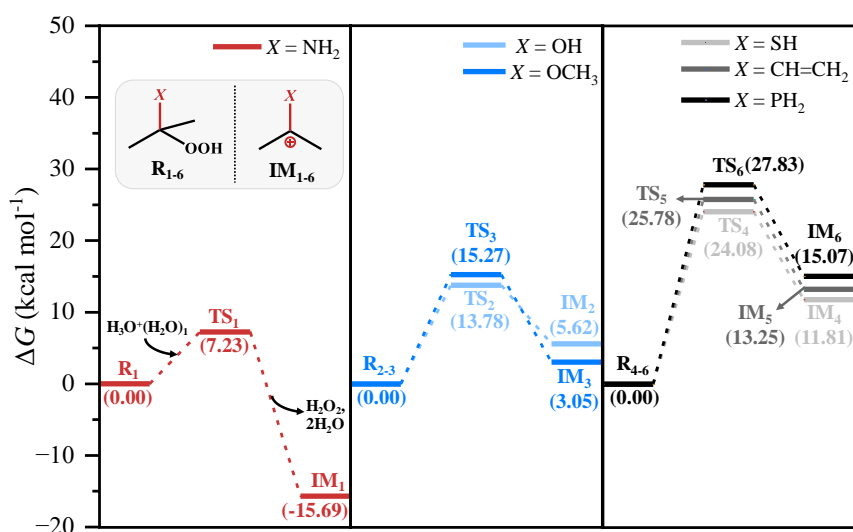 50
40
30
20
10
0
−10
−20
ΔG (kcal mol⁻¹)
X = NH₂
X
OOH
R₁₋₆
X
⊕
IM₁₋₆
H₃O⁺(H₂O)₁
TS₁
(7.23)
R₁
(0.00)
H₂O₂,
2H₂O
IM₁
(-15.69)
X = OH
X = OCH₃
TS₃
(15.27)
TS₂
(13.78)
IM₂
(5.62)
R₂₋₃
(0.00)
IM₃
(3.05)
X = SH
X = CH=CH₂
X = PH₂
TS₆(27.83)
TS₅
(25.78)
TS₄
(24.08)
IM₆
(15.07)
IM₅
(13.25)
IM₄
(11.81)
R₄₋₆
(0.00)